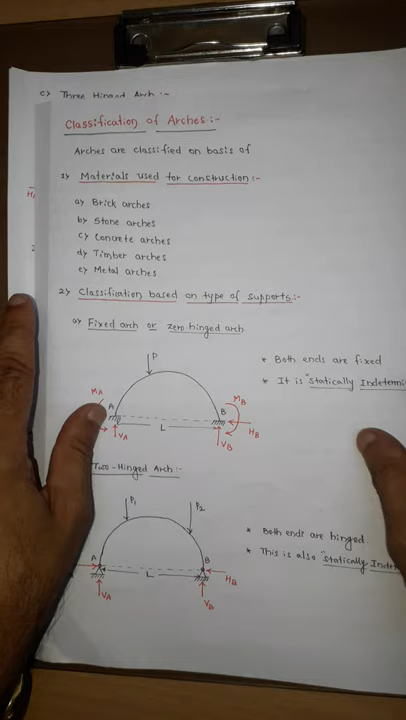 c) Three Hinged Arch :-
Classification of Arches :-
Arches are classified on basis of
1) Materials used for construction :-
a) Brick arches
b) Stone arches
c) Concrete arches
d) Timber arches
e) Metal arches
2) Classification based on type of supports :-
a) Fixed arch or zero hinged arch
P
* Both ends are fixed
* It is "Statically Indetermi
MA
A
B
MB
L
HB
VA
VB
Two-Hinged Arch :-
P1
P2
* Both ends are hinged
* This is also "Statically Inde
A
B
L
HB
VA
VB